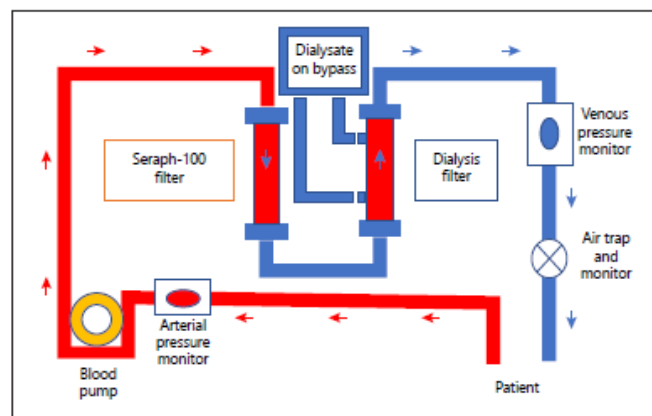 Dialysate
on bypass
Seraph-100
filter
Dialysis
filter
Venous
pressure
monitor
Air trap
and
monitor
Arterial
pressure
monitor
Blood
pump
Patient